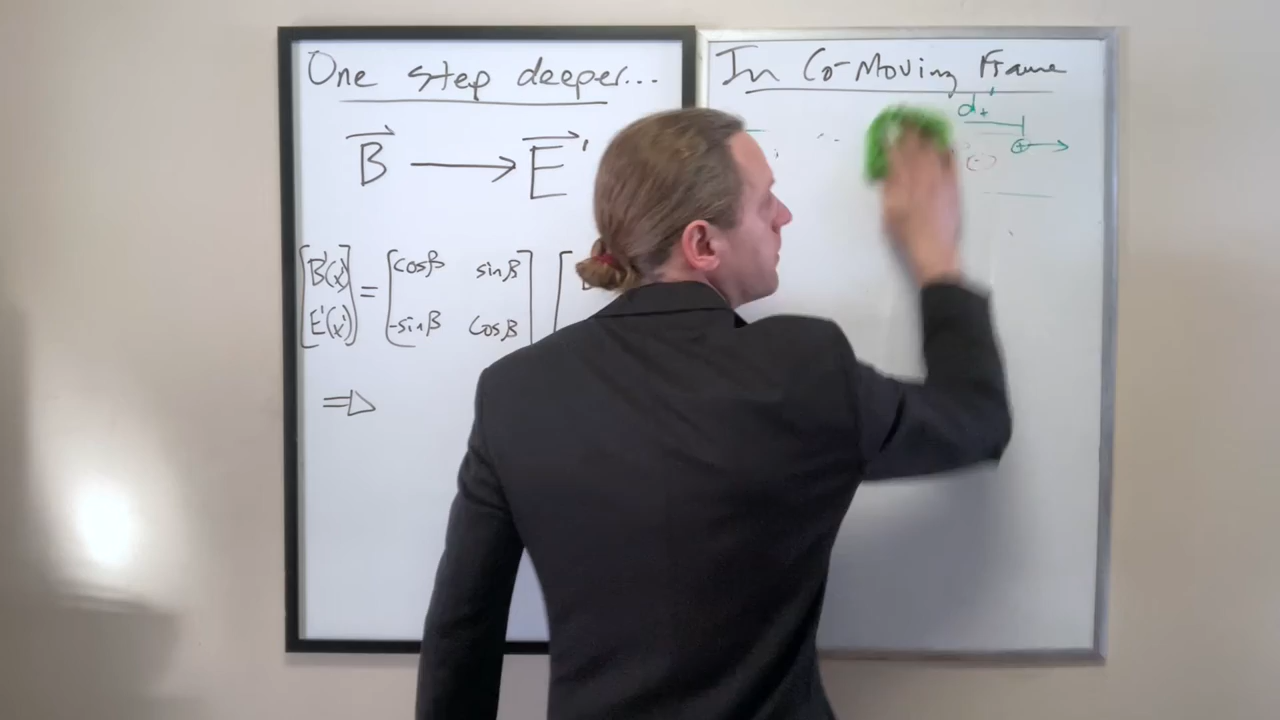 One step deeper...
B → E'
[B'(x') E'(x')] = [cosβ sinβ -sinβ cosβ] [
⇒
In Co-Moving Frame
d+'
+
(-)